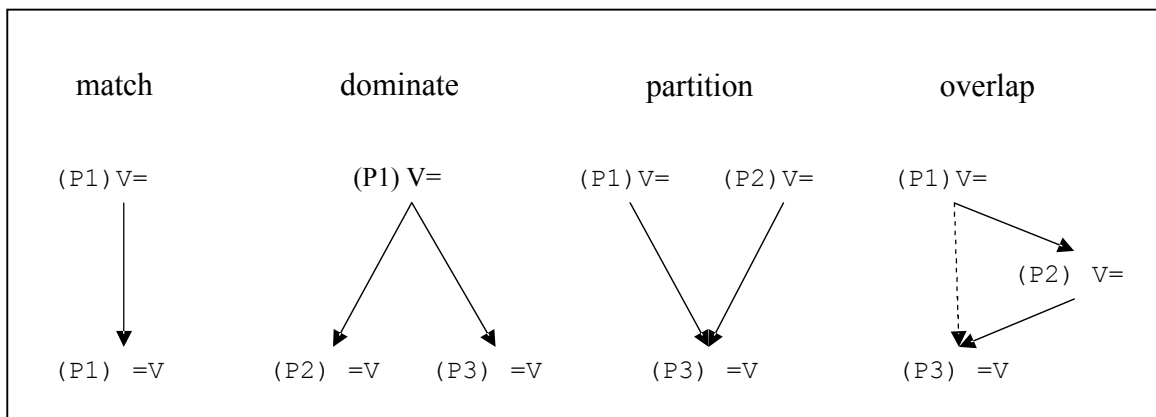 match dominate partition overlap
(P1)V= (P1) V= (P1)V= (P2)V= (P1)V=
(P2) V=
(P1) =V (P2) =V (P3) =V (P3) =V (P3) =V